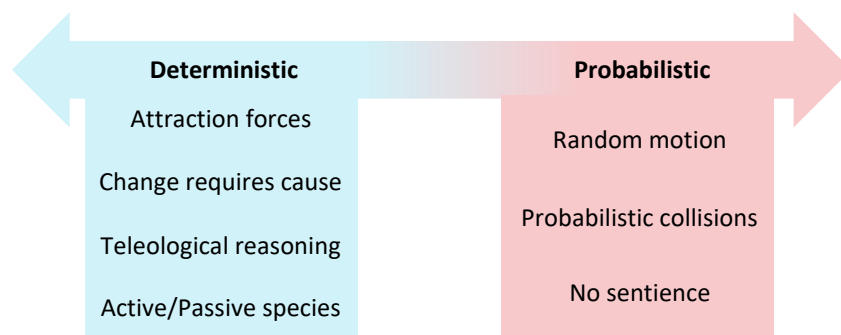 Deterministic
Probabilistic
Attraction forces
Change requires cause
Teleological reasoning
Active/Passive species
Random motion
Probabilistic collisions
No sentience